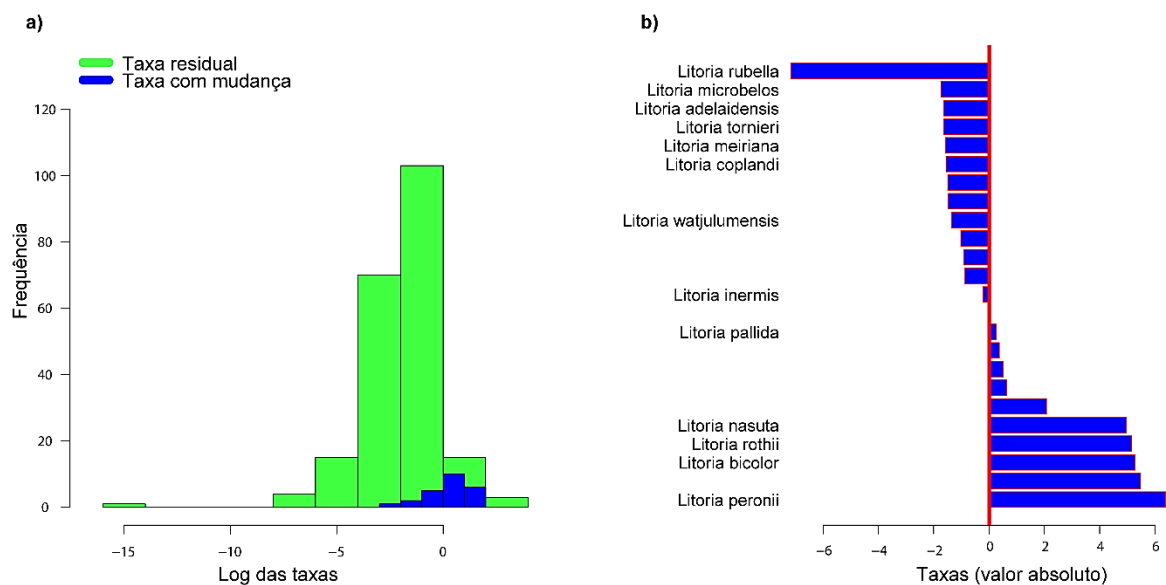 a)
Taxa residual
Taxa com mudança
120
100
80
60
40
20
0
Frequência
−15
−10
−5
0
Log das taxas
b)
Litoria rubella
Litoria microbelos
Litoria adelaidensis
Litoria tornieri
Litoria meiriana
Litoria coplandi
Litoria watjulumensis
Litoria inermis
Litoria pallida
Litoria nasuta
Litoria rothii
Litoria bicolor
Litoria peronii
−6
−4
−2
0
2
4
6
Taxas (valor absoluto)